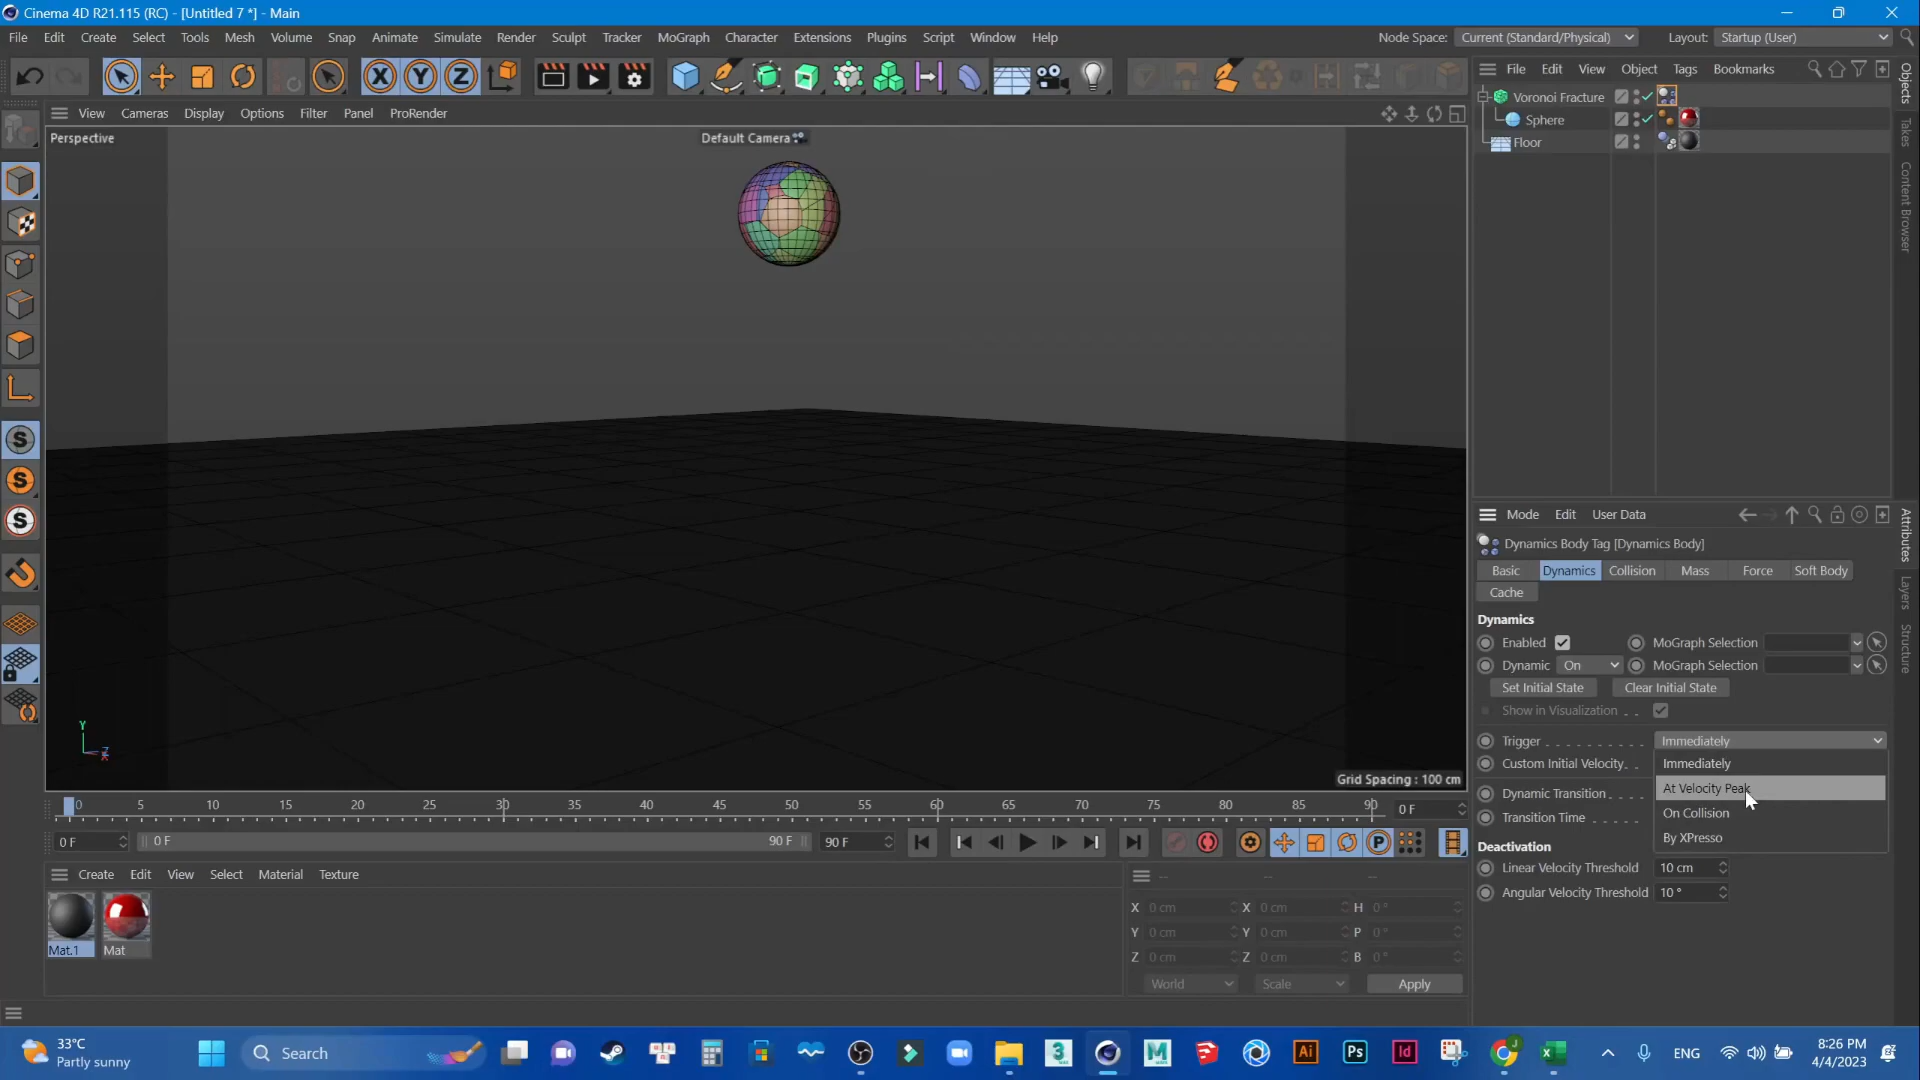 Cinema 4D R21.115 (RC) - [Untitled 7 *] - Main
File Edit Create Select Tools Mesh Volume Snap Animate Simulate Render Sculpt Tracker MoGraph Character Extensions Plugins Script Window Help
Node Space: Current (Standard/Physical) Layout: Startup (User)
X Y Z
File Edit View Object Tags Bookmarks
View Cameras Display Options Filter Panel ProRender
Perspective
Default Camera
Voronoi Fracture
Sphere
Floor
Objects
Takes
Content Browser
S
S
S
Y
Z
X
Grid Spacing : 100 cm
Mode Edit User Data
Dynamics Body Tag [Dynamics Body]
Basic Dynamics Collision Mass Force Soft Body
Cache
Dynamics
Enabled MoGraph Selection
Dynamic On MoGraph Selection
Set Initial State Clear Initial State
Show in Visualization
Trigger Immediately
Custom Initial Velocity Immediately
Dynamic Transition At Velocity Peak
Transition Time On Collision
By XPresso
Deactivation
Linear Velocity Threshold 10 cm
Angular Velocity Threshold 10 °
Attributes
Layers
Structure
0 5 10 15 20 25 30 35 40 45 50 55 60 65 70 75 80 85 90 0 F
0 F 0 F 90 F 90 F
P
Create Edit View Select Material Texture
Mat.1 Mat
-- -- --
X 0 cm X 0 cm H 0 °
Y 0 cm Y 0 cm P 0 °
Z 0 cm Z 0 cm B 0 °
World Scale Apply
33°C
Partly sunny
Search
3
M
Ai
Ps
Id
J
ENG
8:26 PM
4/4/2023